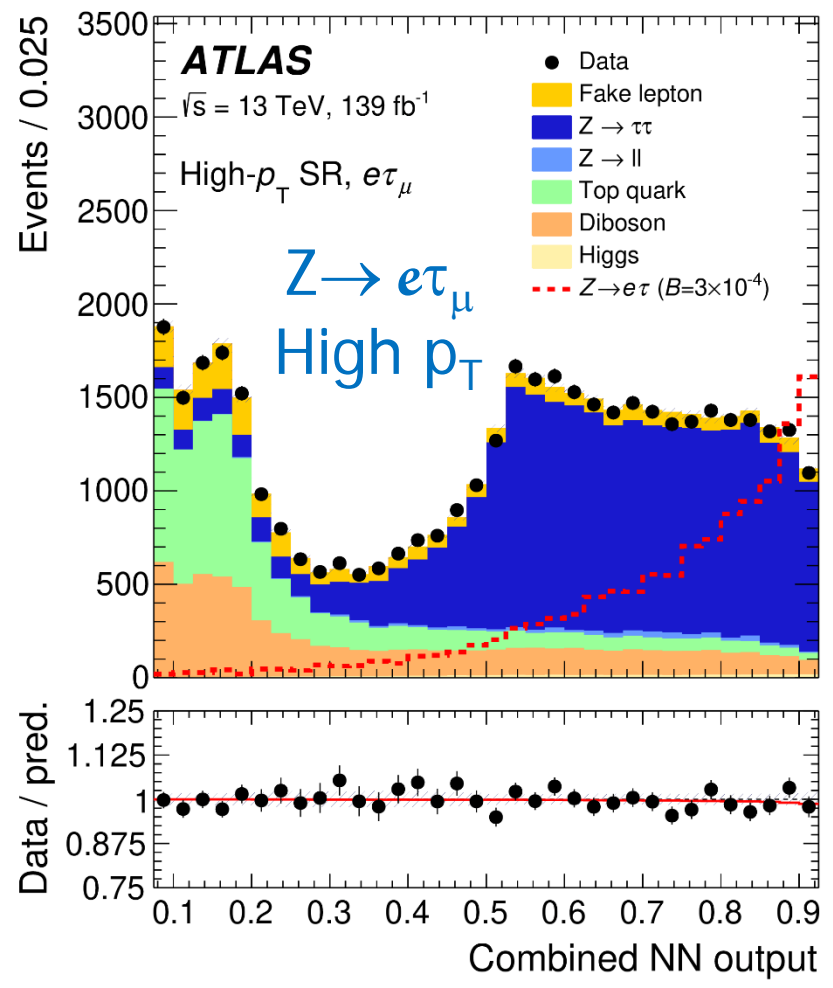 3500
3000
2500
2000
1500
1000
500
0
Events / 0.025
ATLAS
√s = 13 TeV, 139 fb⁻¹
High-p_T SR, eτ_μ
Z→ eτ_μ
High p_T
Data
Fake lepton
Z → ττ
Z → ll
Top quark
Diboson
Higgs
Z→eτ (B=3×10⁻⁴)
1.25
1.125
1
0.875
0.75
Data / pred.
0.1 0.2 0.3 0.4 0.5 0.6 0.7 0.8 0.9
Combined NN output